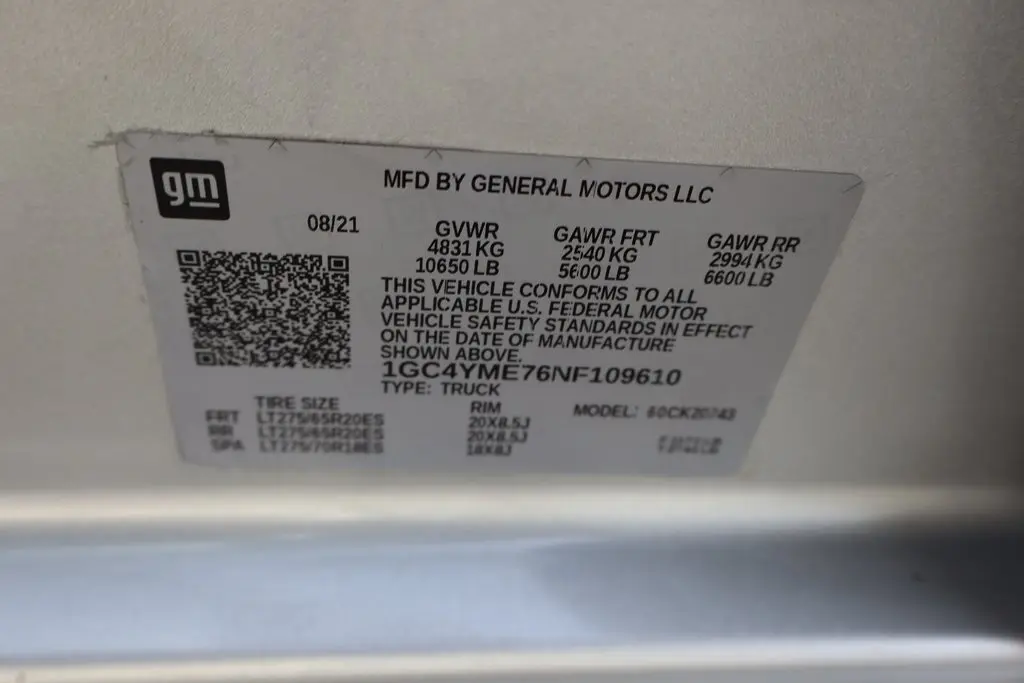 gm
MFD BY GENERAL MOTORS LLC
08/21
GVWR GAWR FRT GAWR RR
4831 KG 2540 KG 2994 KG
10650 LB 5600 LB 6600 LB
THIS VEHICLE CONFORMS TO ALL
APPLICABLE U.S. FEDERAL MOTOR
VEHICLE SAFETY STANDARDS IN EFFECT
ON THE DATE OF MANUFACTURE
SHOWN ABOVE.
1GC4YME76NF109610
TYPE: TRUCK
TIRE SIZE RIM MODEL:
FRT LT275/65R20ES 20X8.5J
RR LT275/65R20ES 20X8.5J
SPA LT275/70R18ES 18X8J